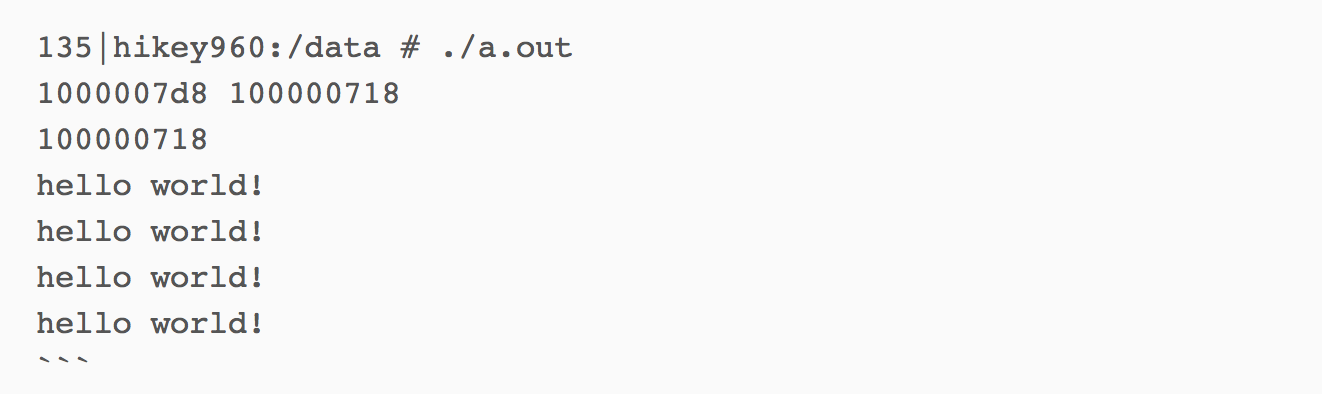 135|hikey960:/data # ./a.out
1000007d8 100000718
100000718
hello world!
hello world!
hello world!
hello world!
```